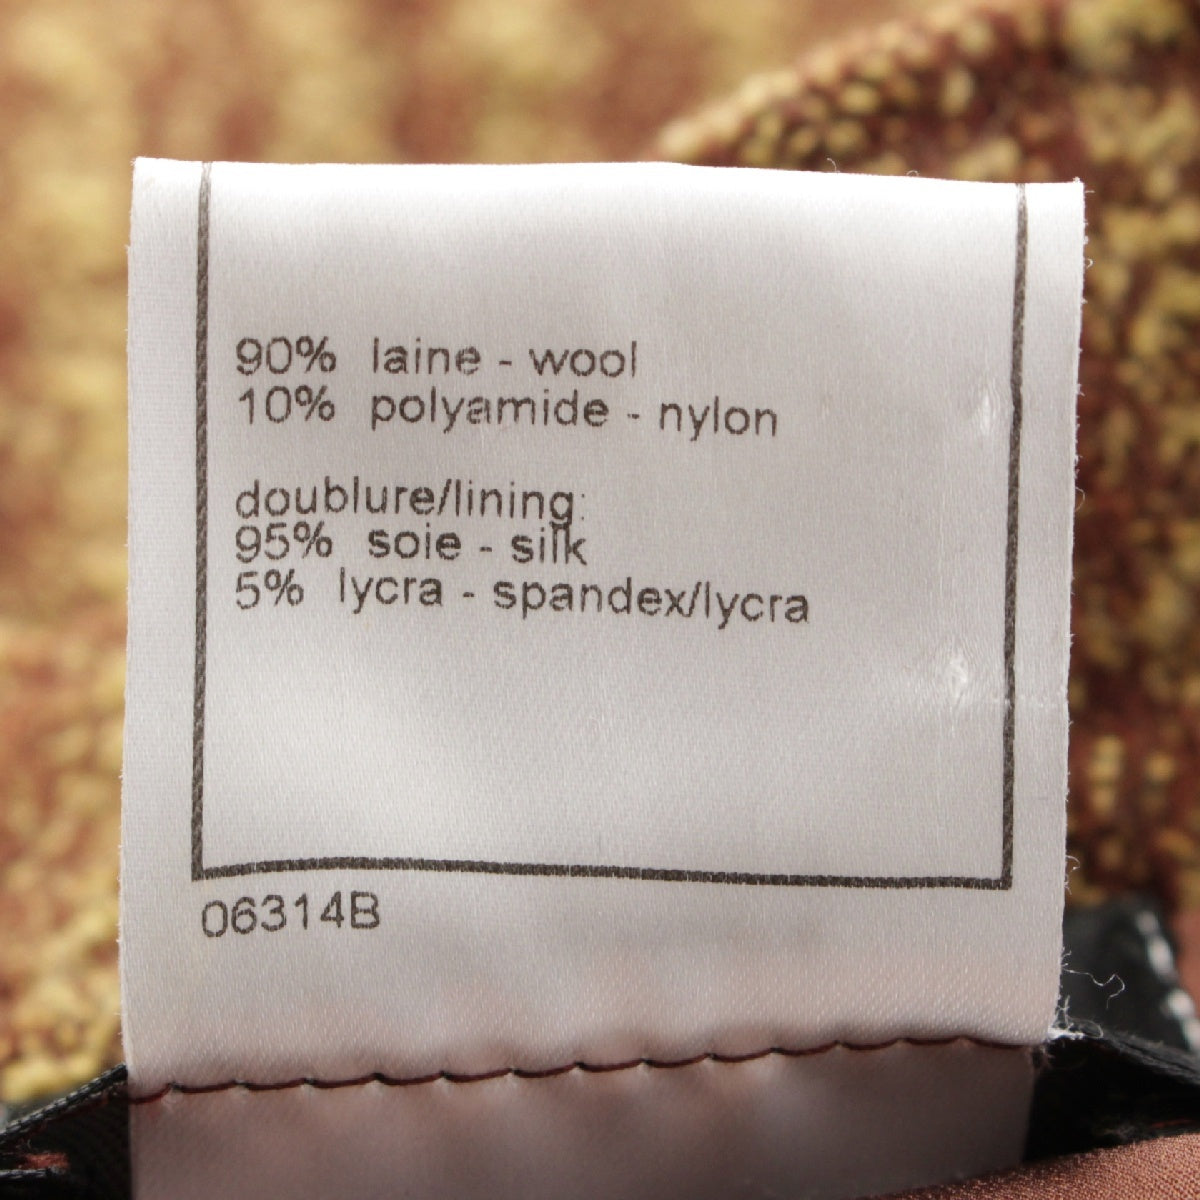 90% laine - wool
10% polyamide - nylon
doublure/lining:
95% soie - silk
5% lycra - spandex/lycra
06314B